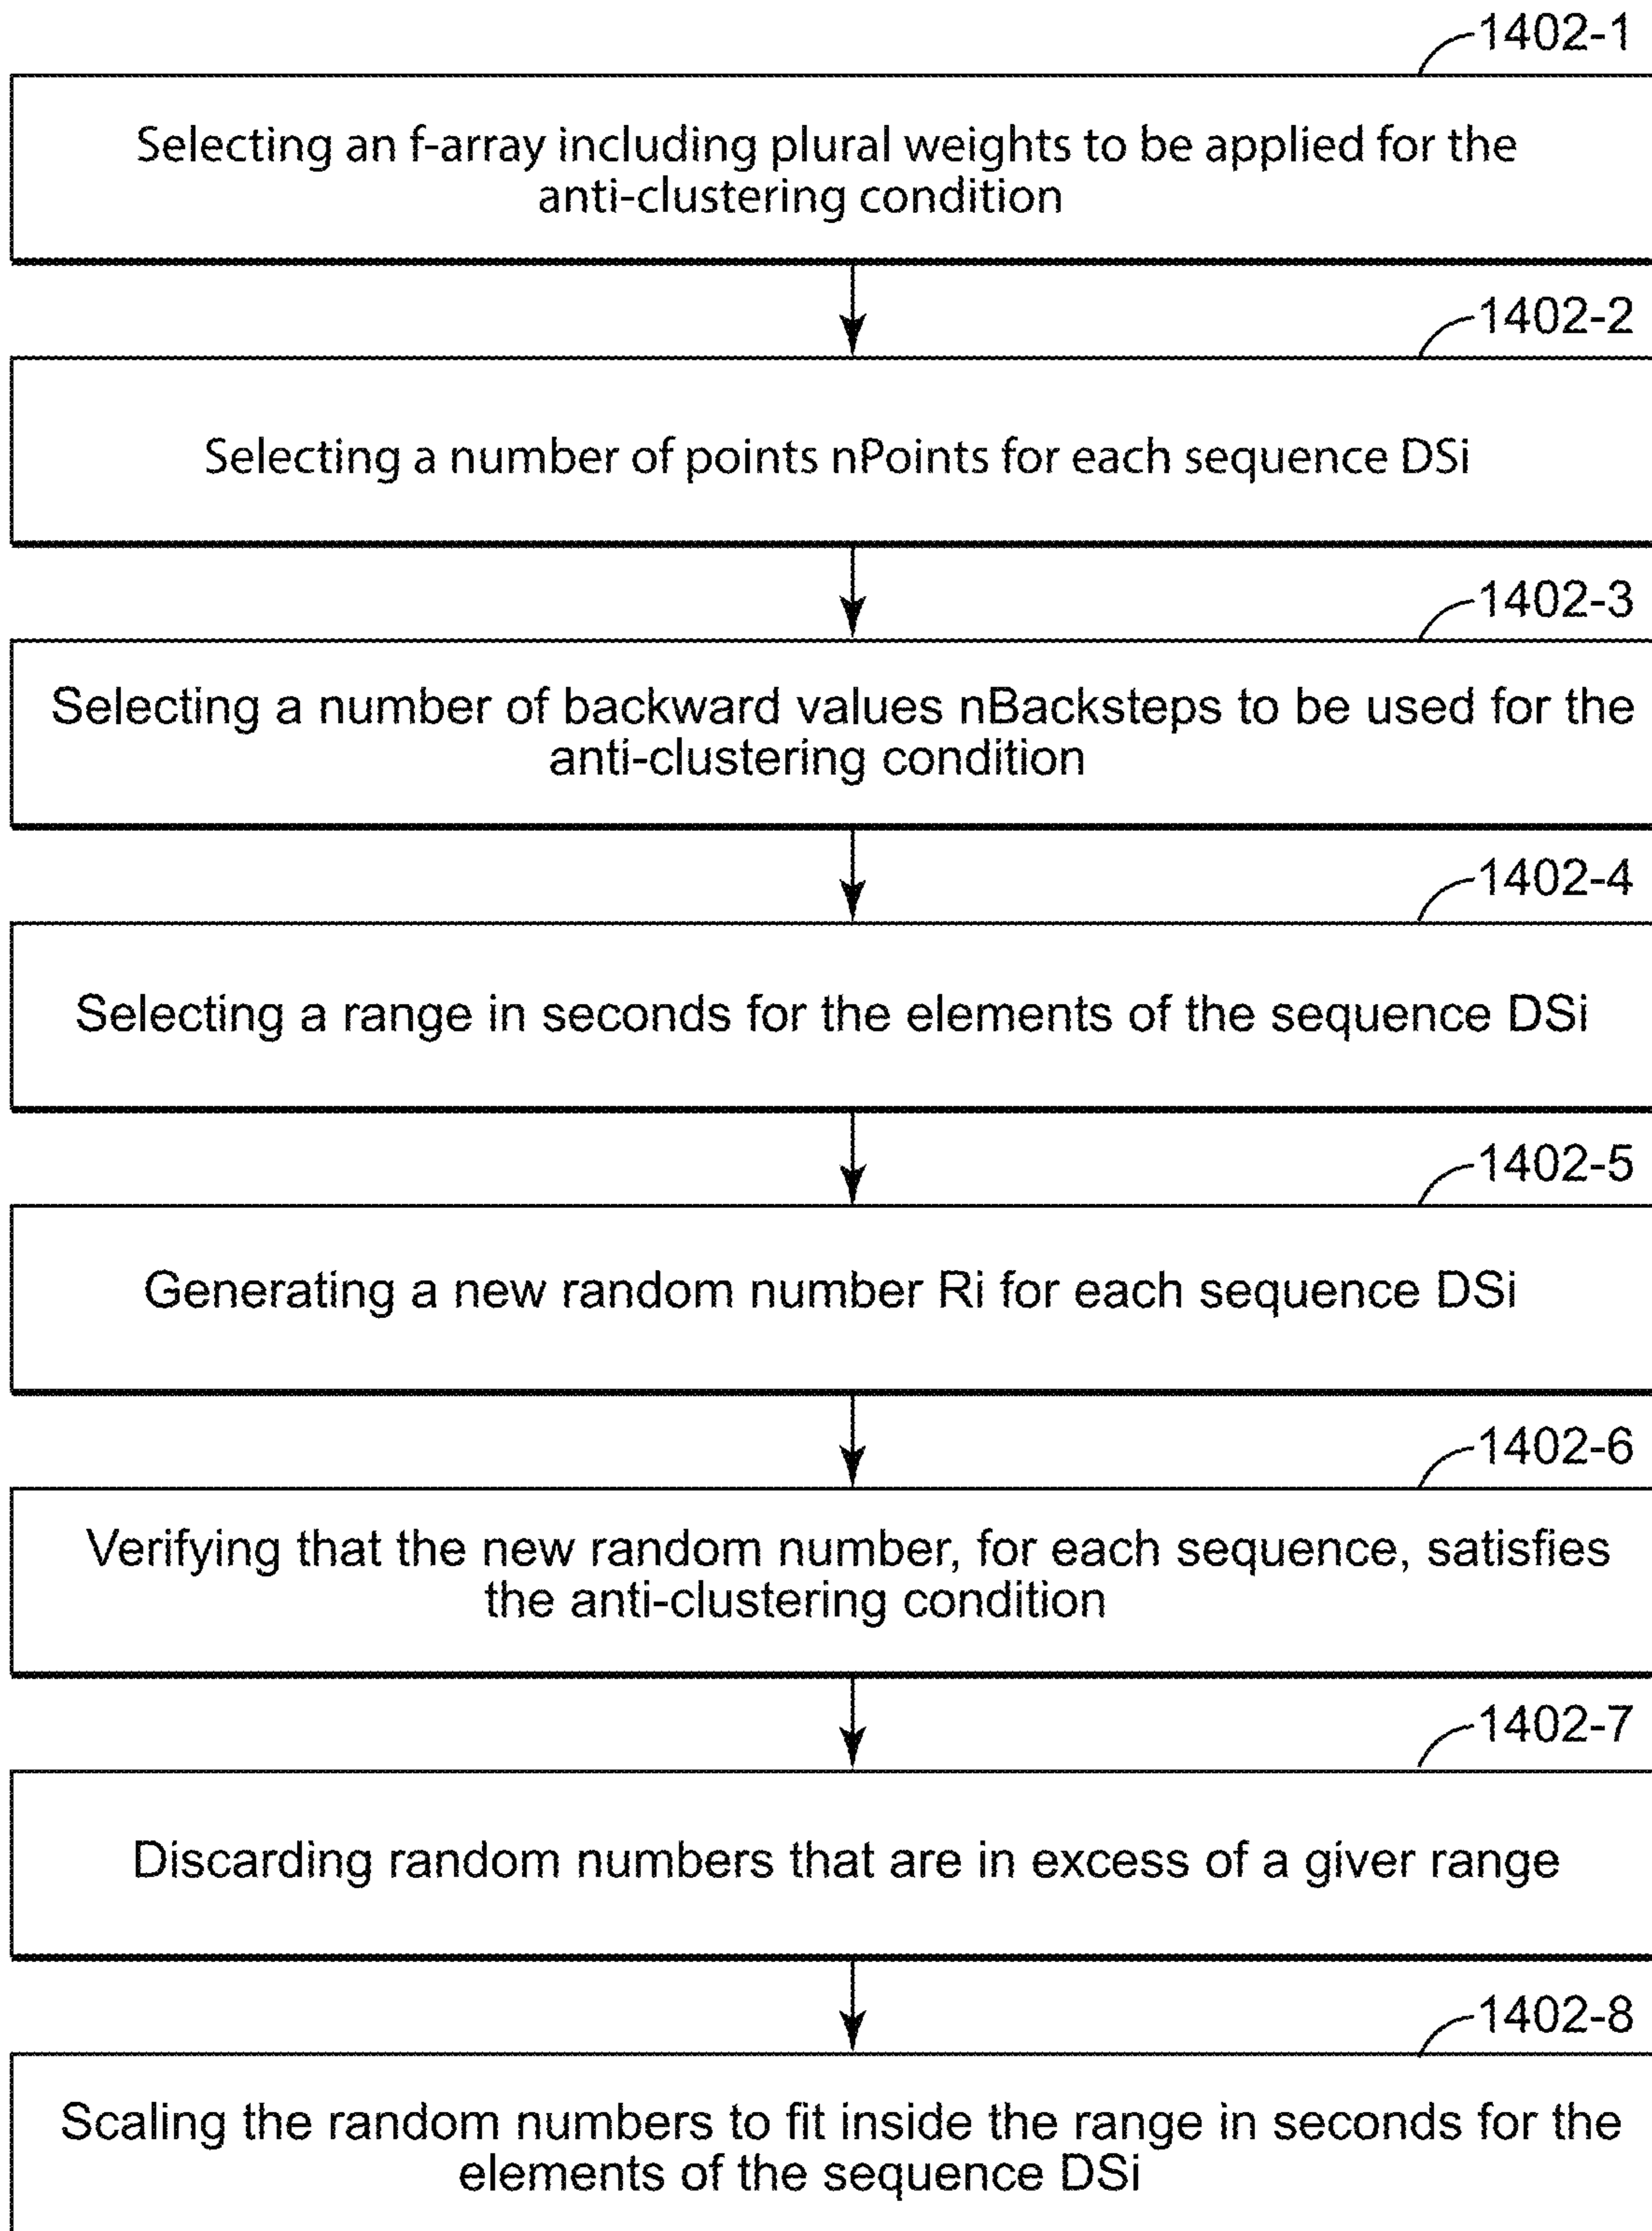 1402-1
Selecting an f-array including plural weights to be applied for the
anti-clustering condition
1402-2
Selecting a number of points nPoints for each sequence DSi
1402-3
Selecting a number of backward values nBacksteps to be used for the
anti-clustering condition
1402-4
Selecting a range in seconds for the elements of the sequence DSi
1402-5
Generating a new random number Ri for each sequence DSi
1402-6
Verifying that the new random number, for each sequence, satisfies
the anti-clustering condition
1402-7
Discarding random numbers that are in excess of a giver range
1402-8
Scaling the random numbers to fit inside the range in seconds for the
elements of the sequence DSi